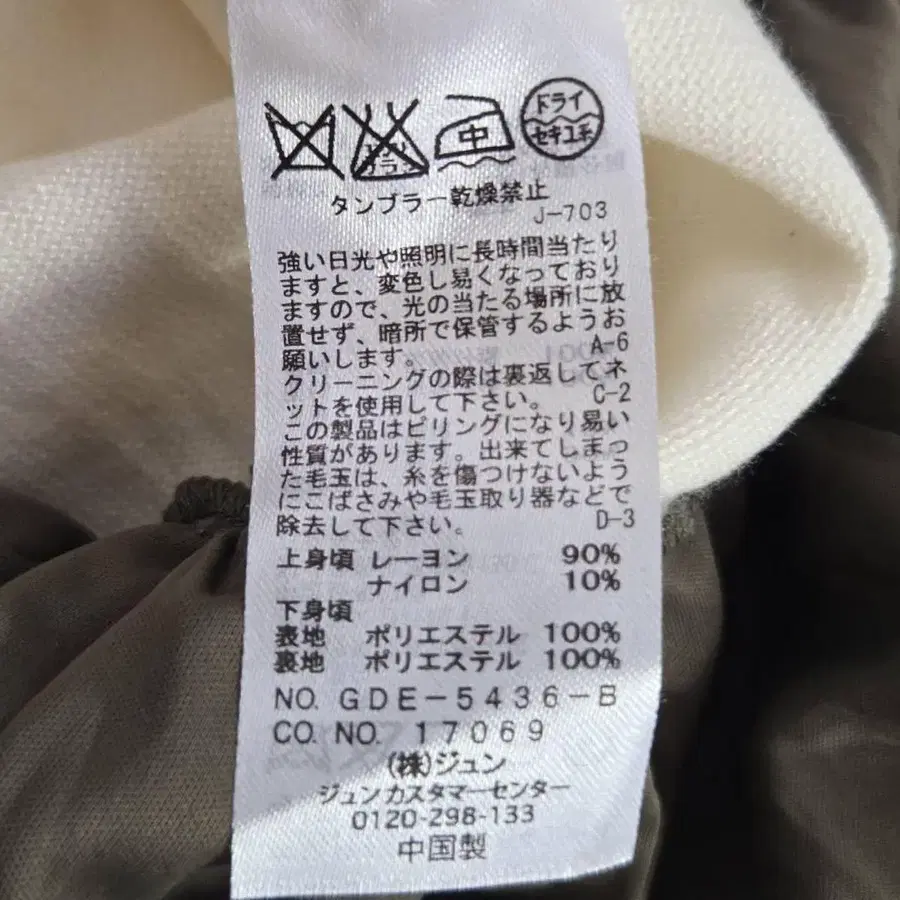 中
ドライ
セキユ系
タンブラー乾燥禁止
J-703
強い日光や照明に長時間当たり
ますと、変色し易くなっており
ますので、光の当たる場所に放
置せず、暗所で保管するようお
願いします。 A-6
クリーニングの際は裏返してネ
ットを使用して下さい。 C-2
この製品はピリングになり易い
性質があります。出来てしまっ
た毛玉は、糸を傷つけないよう
にこばさみや毛玉取り器などで
除去して下さい。 D-3
上身頃 レーヨン 90%
ナイロン 10%
下身頃
表地 ポリエステル 100%
裏地 ポリエステル 100%
NO. GDE-5436-B
CO. NO. 17069
(株)ジュン
ジュンカスタマーセンター
0120-298-133
中国製